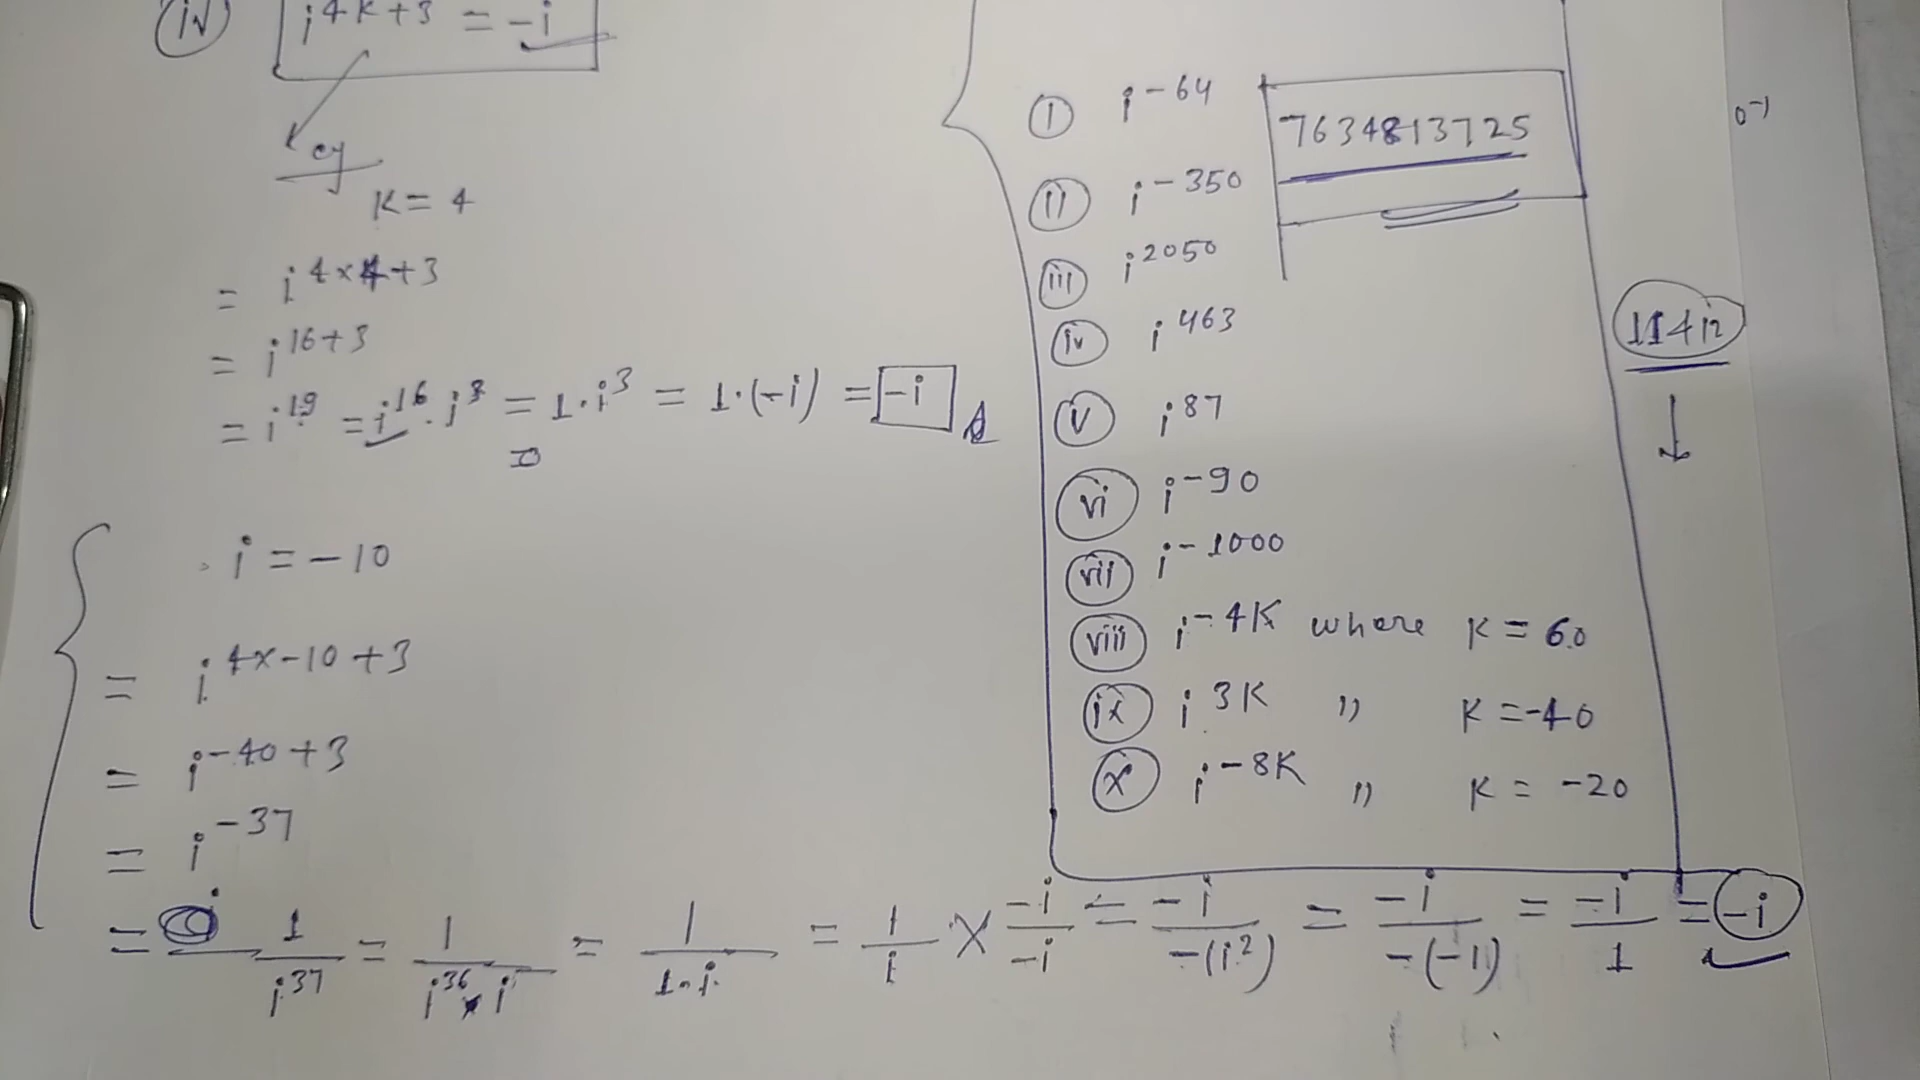 (iv) i^4K+3 = -i
eg
K = 4
= i^4×4+3
= i^16+3
= i^19 = i^16 · i^3 = 1·i^3 = 1·(-i) = -i
i = -10
= i^4×-10+3
= i^-40+3
= i^-37
= 1/i^37 = 1/i^36 × i = 1/1·i = 1/i × -i/-i = -i/-(i^2) = -i/-(-1) = -i/1 = -i
(i) i^-64
7634813725
(ii) i^-350
(iii) i^2050
(iv) i^463
(v) i^87
(vi) i^-90
(vii) i^-1000
(viii) i^-4K where K = 60
(ix) i^3K " K = -40
(x) i^-8K " K = -20